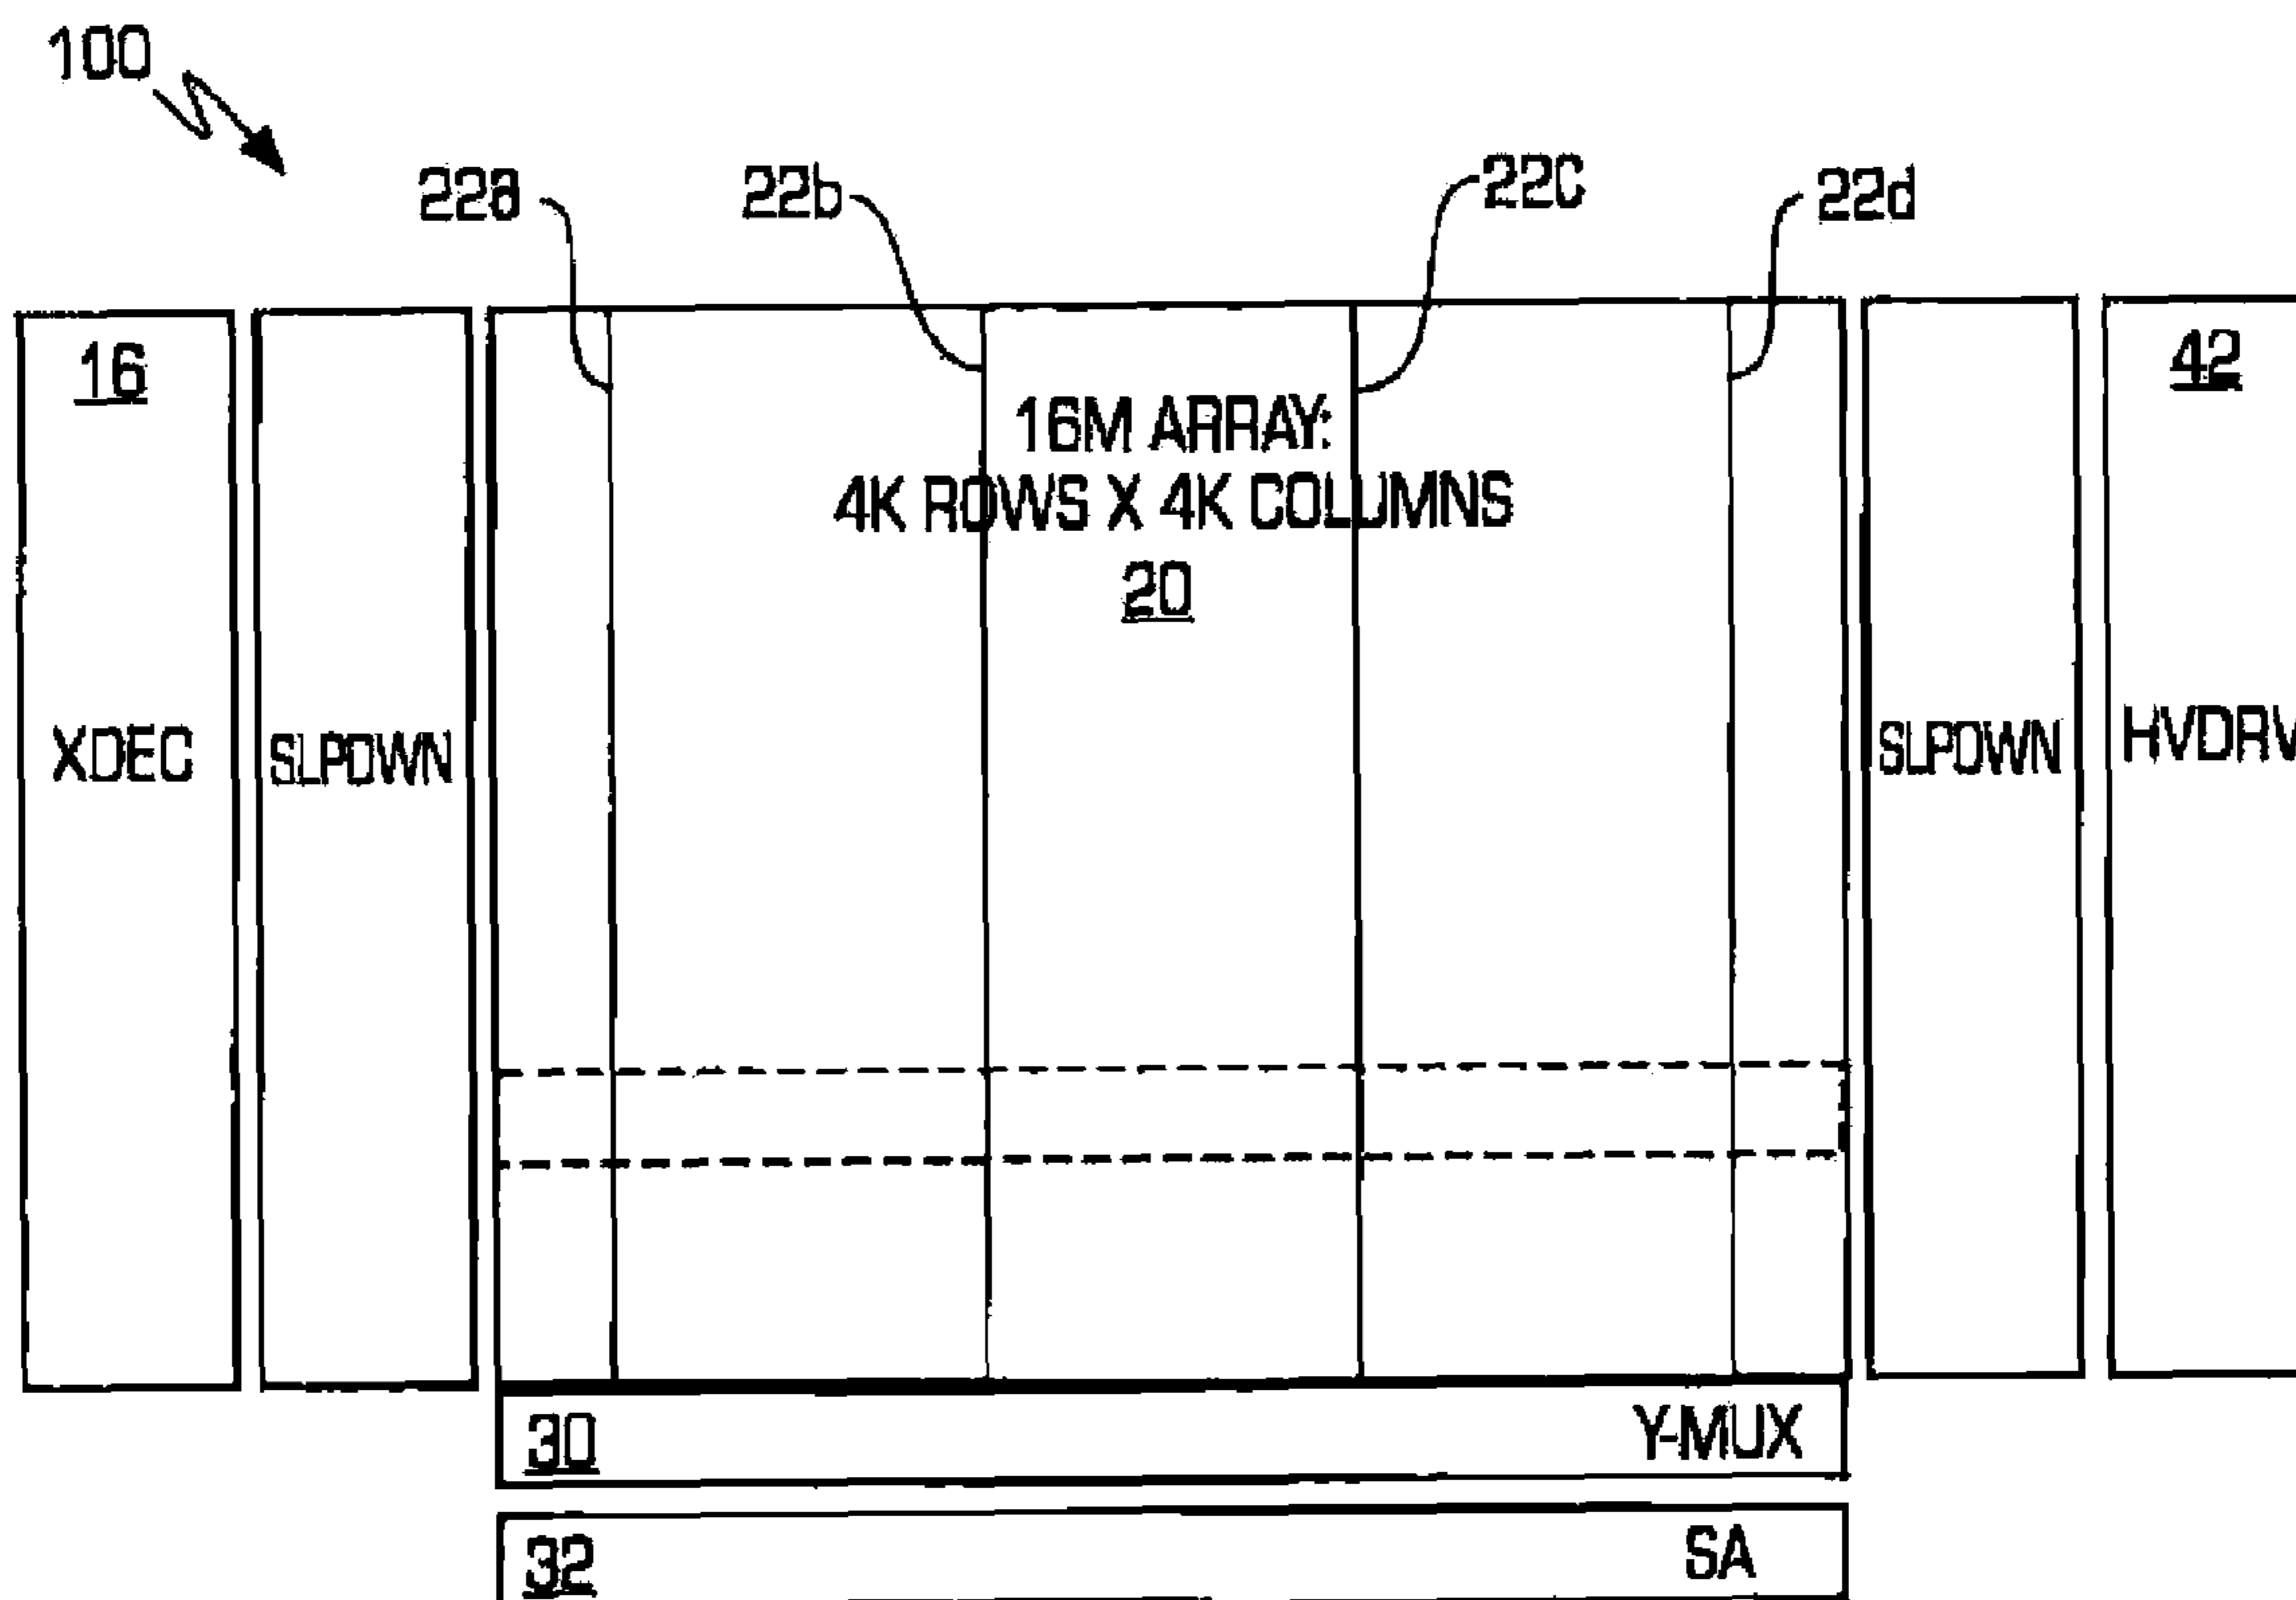 100
22a
22b
22c
22d
16
42
16M ARRAY:
4K ROWS X 4K COLUMNS
20
XDEC
SLPDWN
SLPDWN
HVDRV
30
Y-MUX
32
SA